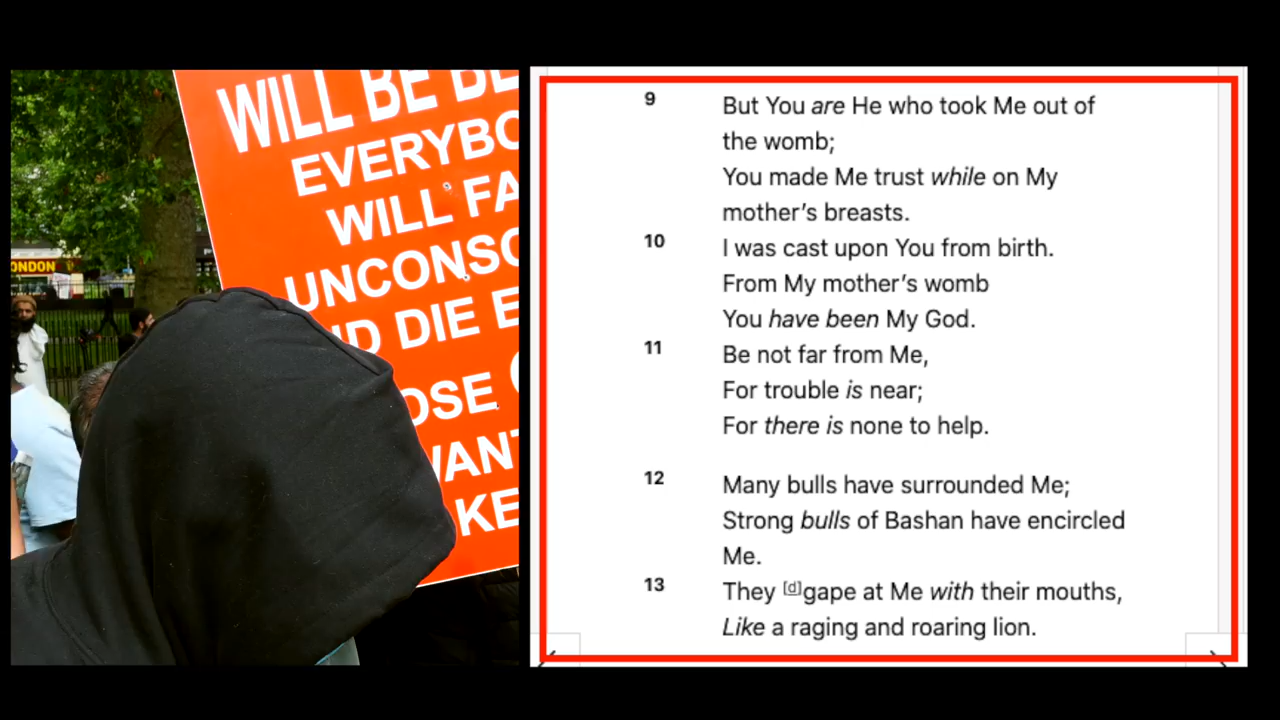 WILL BE BE
EVERYBO
WILL FA
UNCONSC
ND DIE E
OSE
WANT
KE
ONDON
9 But You are He who took Me out of
the womb;
You made Me trust while on My
mother’s breasts.
10 I was cast upon You from birth.
From My mother’s womb
You have been My God.
11 Be not far from Me,
For trouble is near;
For there is none to help.
12 Many bulls have surrounded Me;
Strong bulls of Bashan have encircled
Me.
13 They [d]gape at Me with their mouths,
Like a raging and roaring lion.